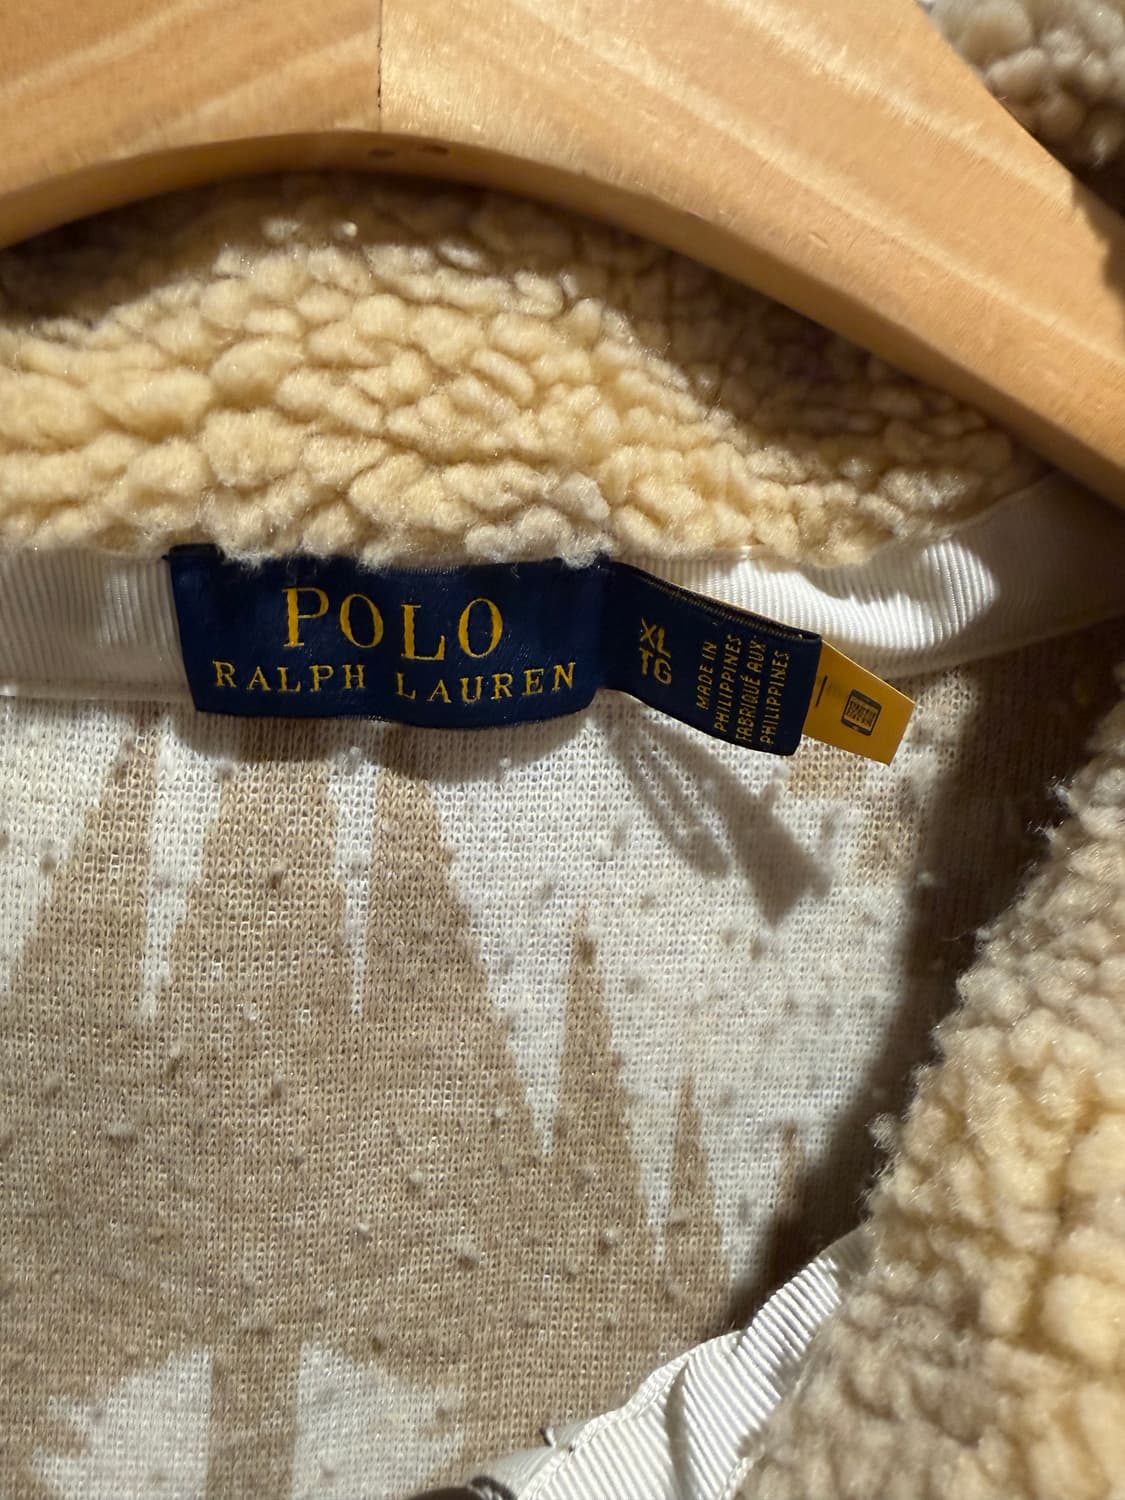 POLO
RALPH LAUREN
XL
TG
MADE IN
PHILIPPINES
FABRIQUÉ AUX
PHILIPPINES